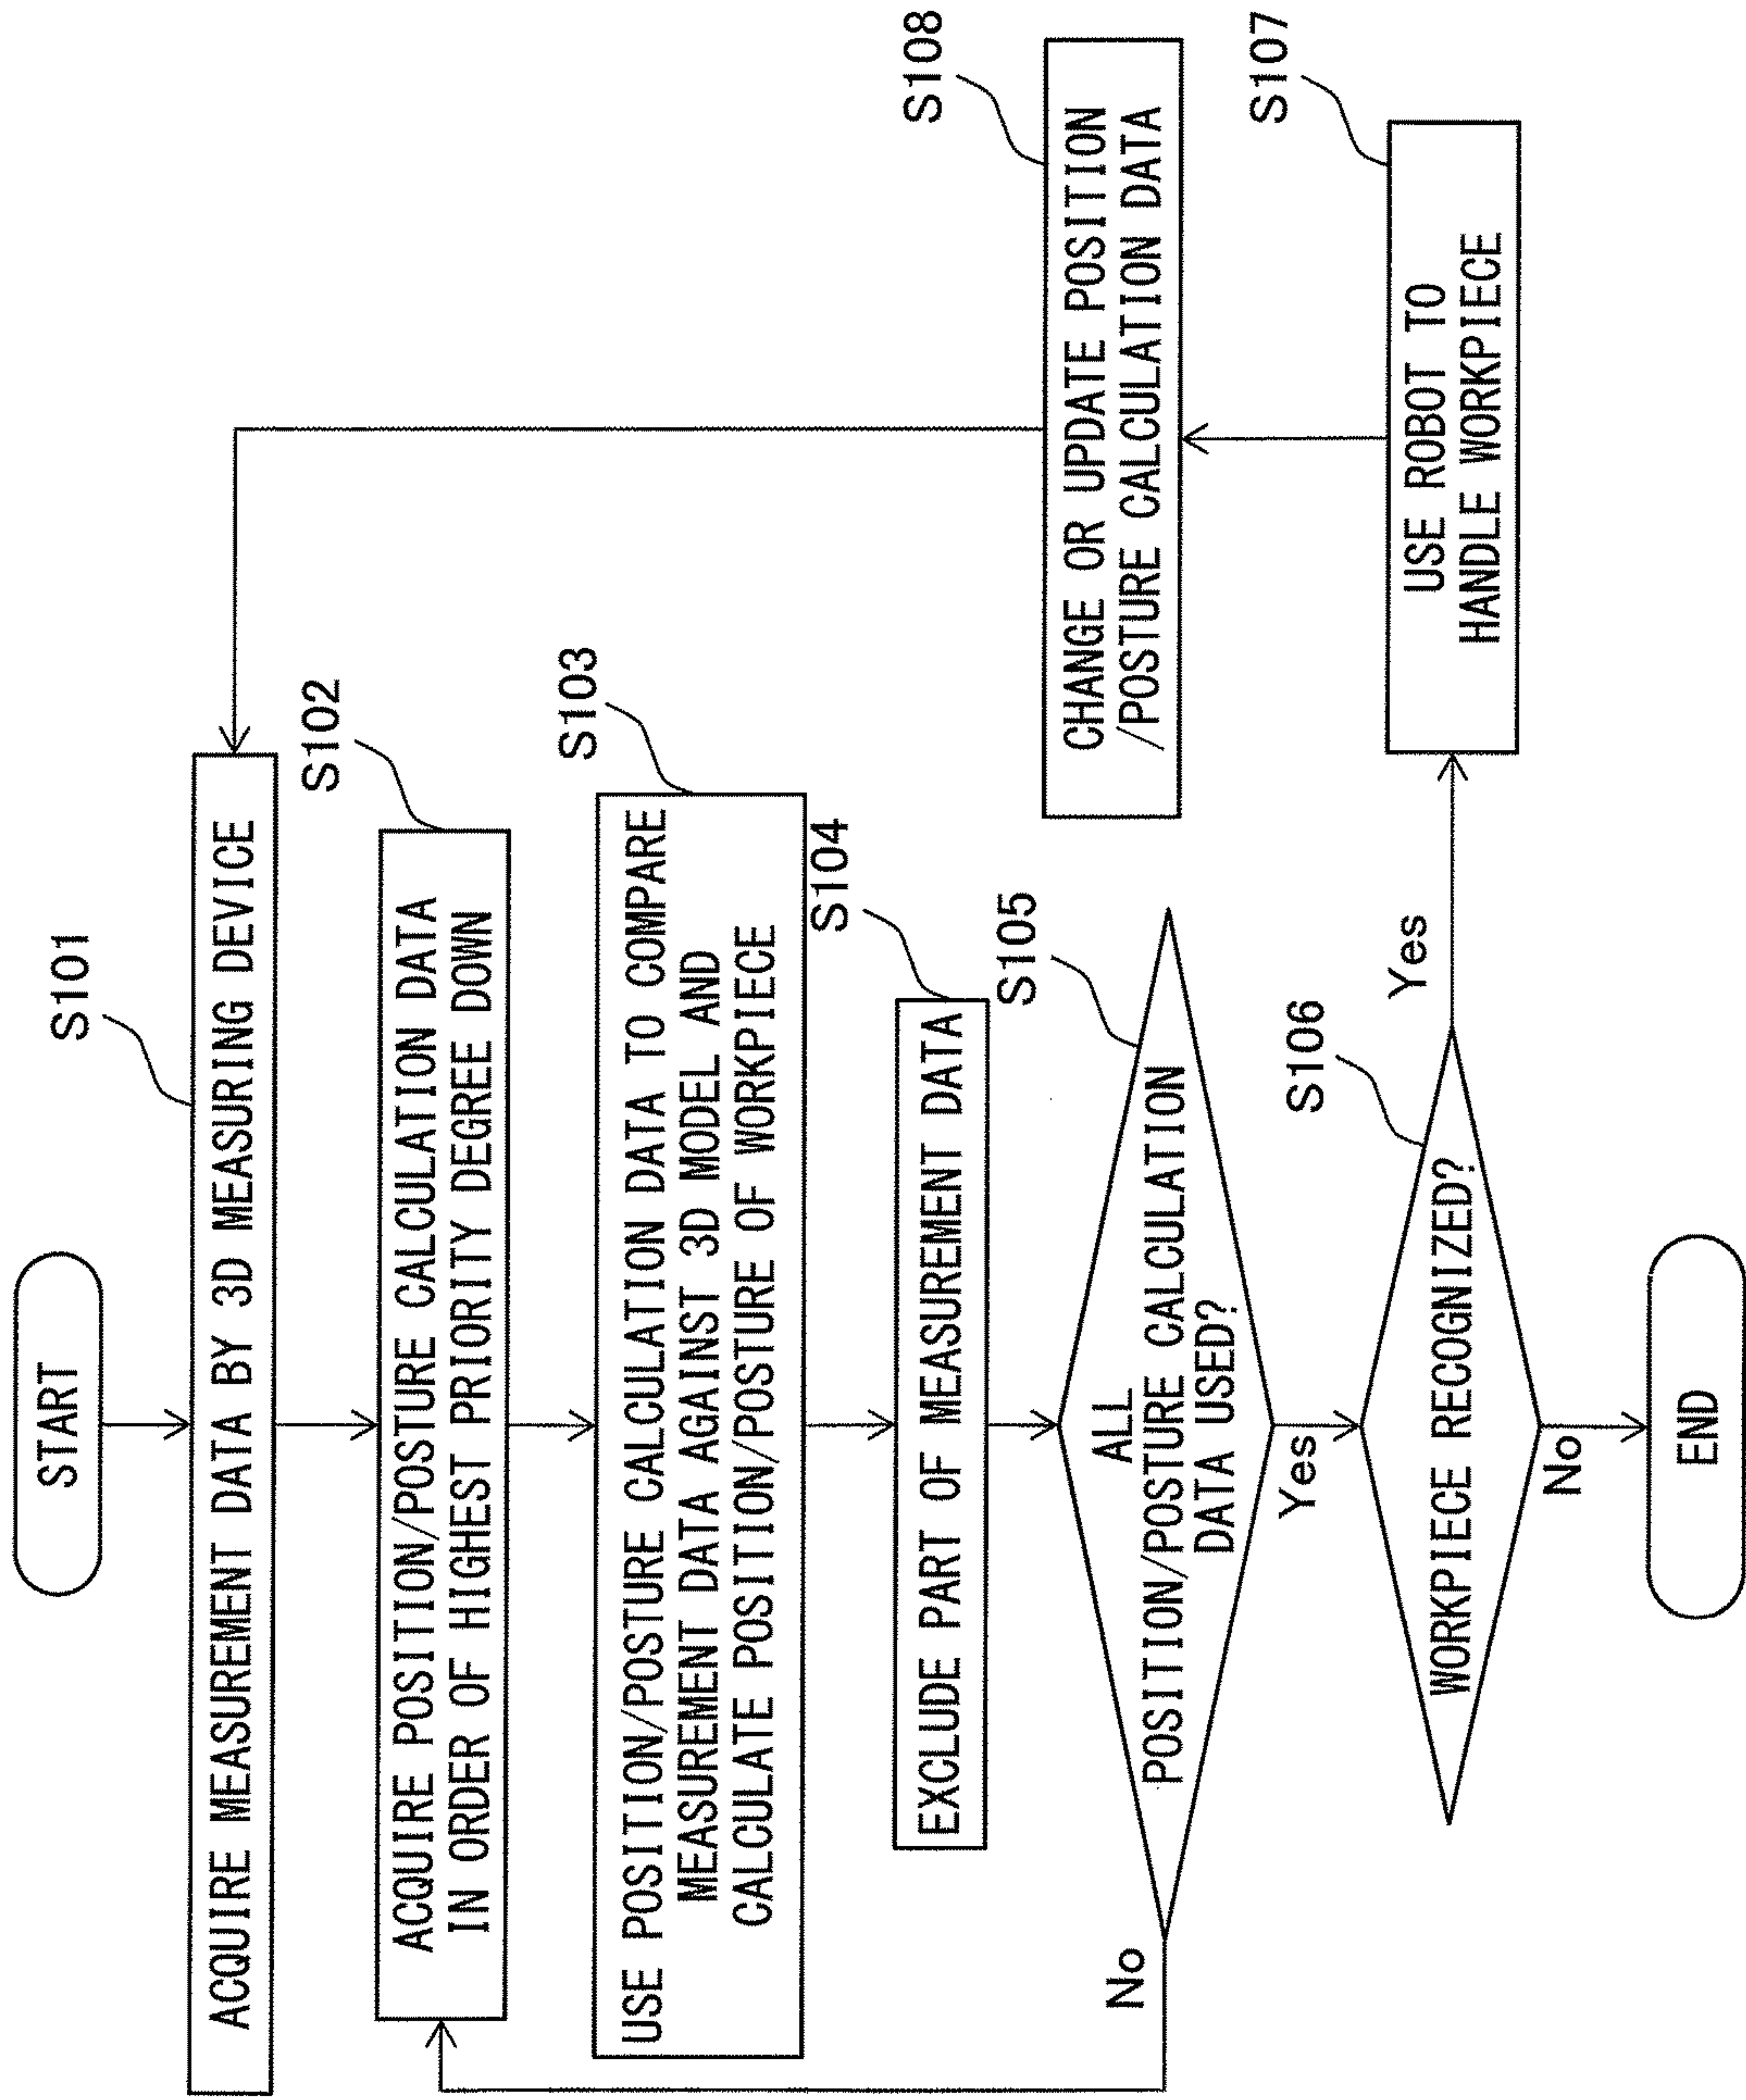 START
S101
ACQUIRE MEASUREMENT DATA BY 3D MEASURING DEVICE
S102
ACQUIRE POSITION/POSTURE CALCULATION DATA
IN ORDER OF HIGHEST PRIORITY DEGREE DOWN
S103
USE POSITION/POSTURE CALCULATION DATA TO COMPARE
MEASUREMENT DATA AGAINST 3D MODEL AND
CALCULATE POSITION/POSTURE OF WORKPIECE
S104
EXCLUDE PART OF MEASUREMENT DATA
S105
ALL
POSITION/POSTURE CALCULATION
DATA USED?
No
Yes
S106
WORKPIECE RECOGNIZED?
Yes
No
END
S107
USE ROBOT TO
HANDLE WORKPIECE
S108
CHANGE OR UPDATE POSITION
/POSTURE CALCULATION DATA